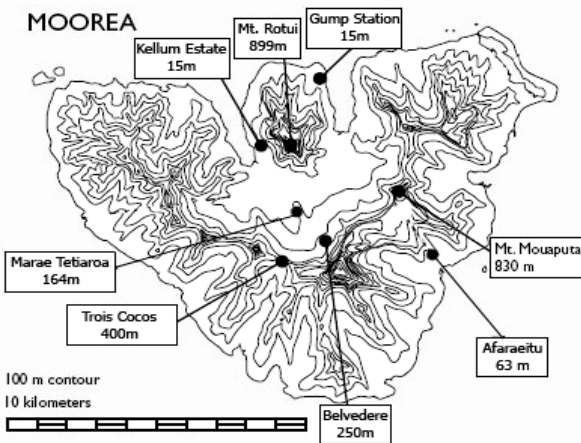 MOOREA
Mt. Rotui
899m
Gump Station
15m
Kellum Estate
15m
Marae Tetiaroa
164m
Mt. Mouaputa
830 m
Trois Cocos
400m
Afaraeitu
63 m
100 m contour
10 kilometers
Belvedere
250m